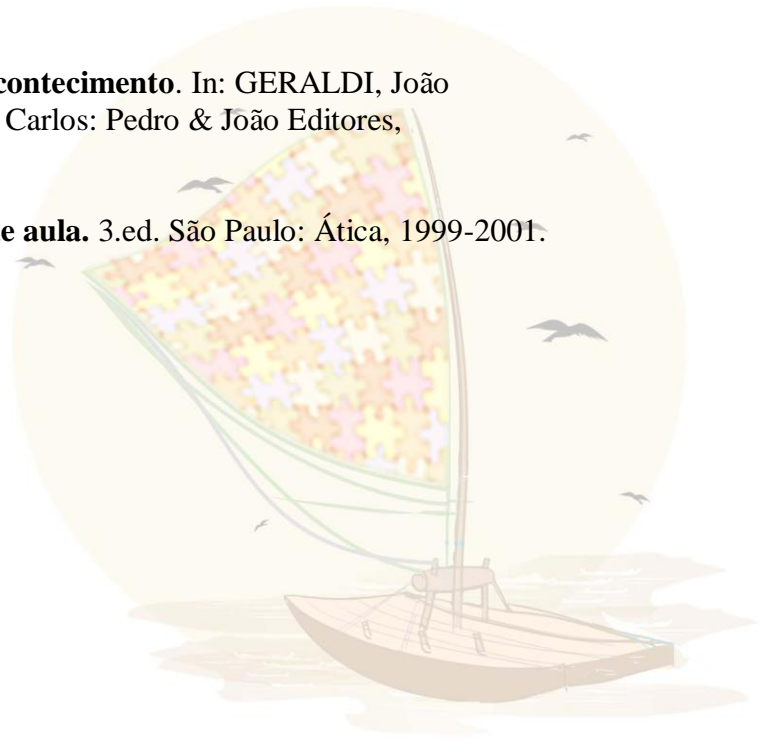 contecimento. In: GERALDI, João
Carlos: Pedro & João Editores,
e aula. 3.ed. São Paulo: Ática, 1999-2001.